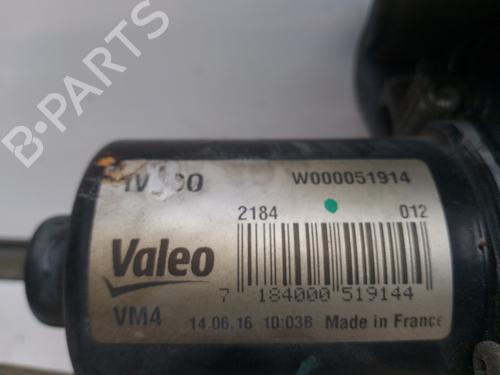 B-PARTS
W000051914
2184 012
Valeo
7 184000 519144
VM4 14.06.16 10:03B Made in France